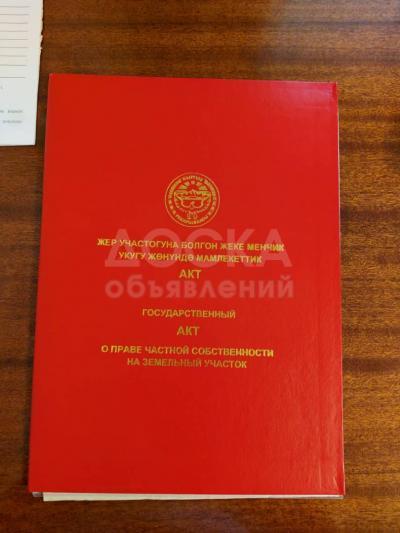 ЖЕР УЧАСТОГУНА БОЛГОН ЖЕКЕ МЕНЧИК
УКУГУ ЖӨНҮНДӨ МАМЛЕКЕТТИК
АКТ
ДОСКА
объявлений
ГОСУДАРСТВЕННЫЙ
АКТ
О ПРАВЕ ЧАСТНОЙ СОБСТВЕННОСТИ
НА ЗЕМЕЛЬНЫЙ УЧАСТОК